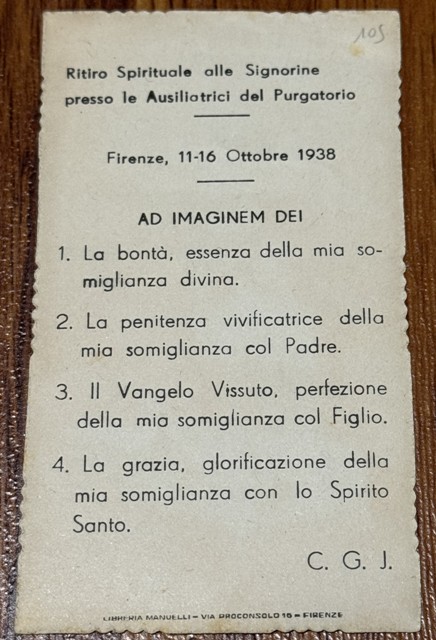 105
Ritiro Spirituale alle Signorine
presso le Ausiliatrici del Purgatorio
Firenze, 11-16 Ottobre 1938
AD IMAGINEM DEI
1. La bontà, essenza della mia so-
miglianza divina.
2. La penitenza vivificatrice della
mia somiglianza col Padre.
3. Il Vangelo Vissuto, perfezione
della mia somiglianza col Figlio.
4. La grazia, glorificazione della
mia somiglianza con lo Spirito
Santo.
C. G. J.
LIBRERIA MANUELLI - VIA PROCONSOLO 16 - FIRENZE